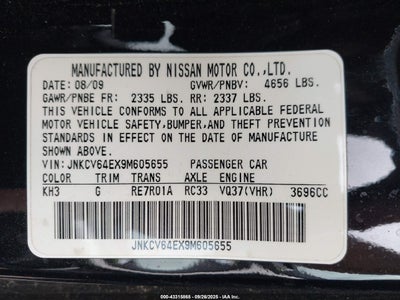 MANUFACTURED BY NISSAN MOTOR CO.,LTD.
DATE: 08/09 GVWR/PNBV: 4656 LBS.
GAWR/PNBE FR: 2335 LBS. RR: 2337 LBS.
THIS VEHICLE CONFORMS TO ALL APPLICABLE FEDERAL
MOTOR VEHICLE SAFETY,BUMPER,AND THEFT PREVENTION
STANDARDS IN EFFECT ON THE DATE OF MANUFACTURE
SHOWN ABOVE.
VIN: JNKCV64EX9M605655 PASSENGER CAR
COLOR TRIM TRANS AXLE ENGINE
KH3 G RE7R01A RC33 VQ37(VHR) 3696CC
JNKCV64EX9M605655
600-43315065 - 09/26/2025 - IAA Inc.